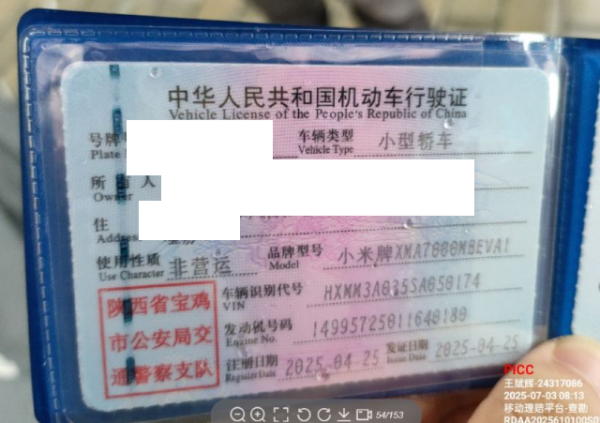 中华人民共和国机动车行驶证
Vehicle License of the People's Republic of China
号牌
Plate
车辆类型
Vehicle Type
小型轿车
所 有 人
Owner
住
Address
使用性质
Use Character
非营运
品牌型号
Model
小米牌XMA7000MBEVA1
陕西省宝鸡
市公安局交
通警察支队
车辆识别代号
VIN
HXMM3A035SA050174
发动机号码
Engine No.
14995725011640180
注册日期
Register Date
2025-04-25
发证日期
Issue Date
2025-04-25
54/153
PICC
王斌辉-24317086
2025-07-03 08:13
移动理赔平台-查勘
RDAA2025610100S0